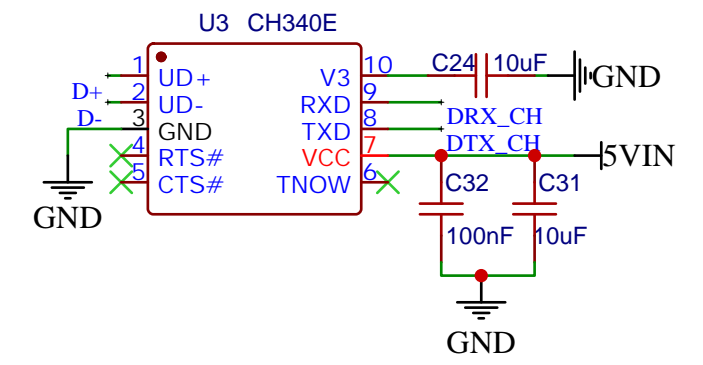 U3 CH340E
1 UD+ V3 10 C24 10uF GND
D+ 2 UD- RXD 9 DRX_CH
D- 3 GND TXD 8 DTX_CH
4 RTS# VCC 7 5VIN
5 CTS# TNOW 6 C32 C31
GND
100nF 10uF
GND